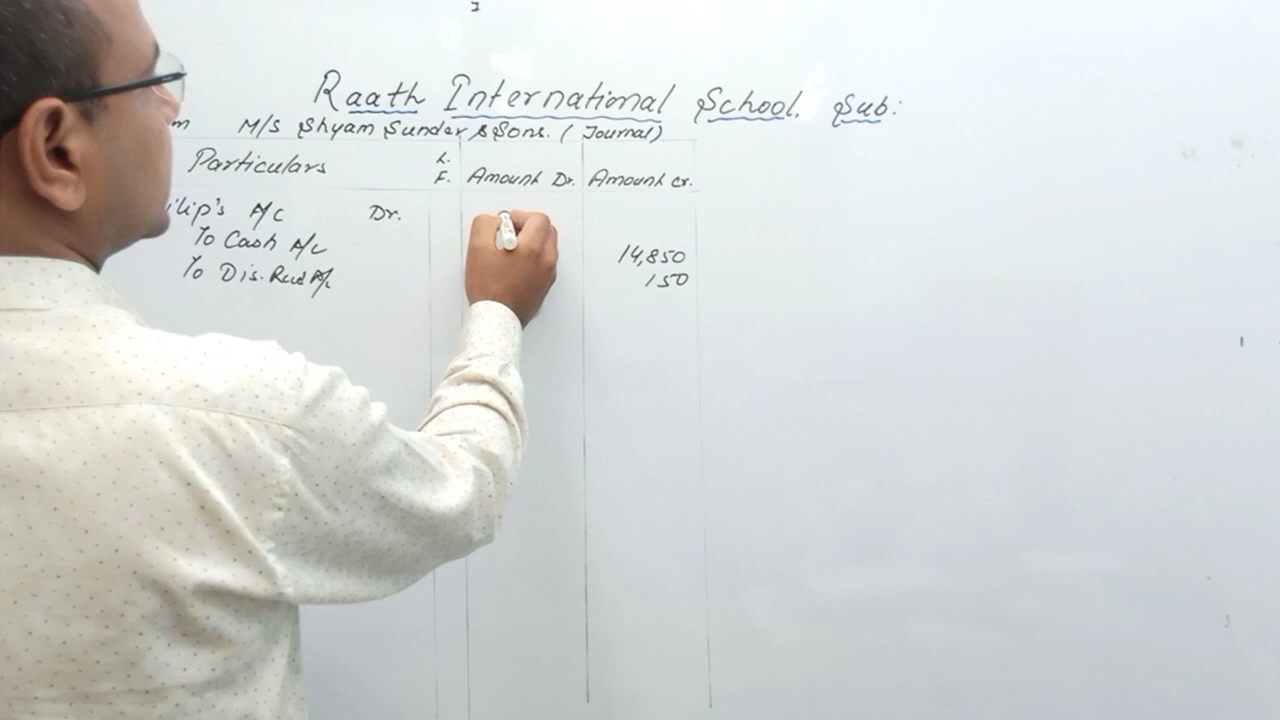 Raath International School. Sub:
M/S Shyam Sunder & Sons. (Journal)
Particulars L. F. Amount Dr. Amount Cr.
ilip's A/C Dr.
To Cash A/C 14,850
To Dis. Recd A/c 150